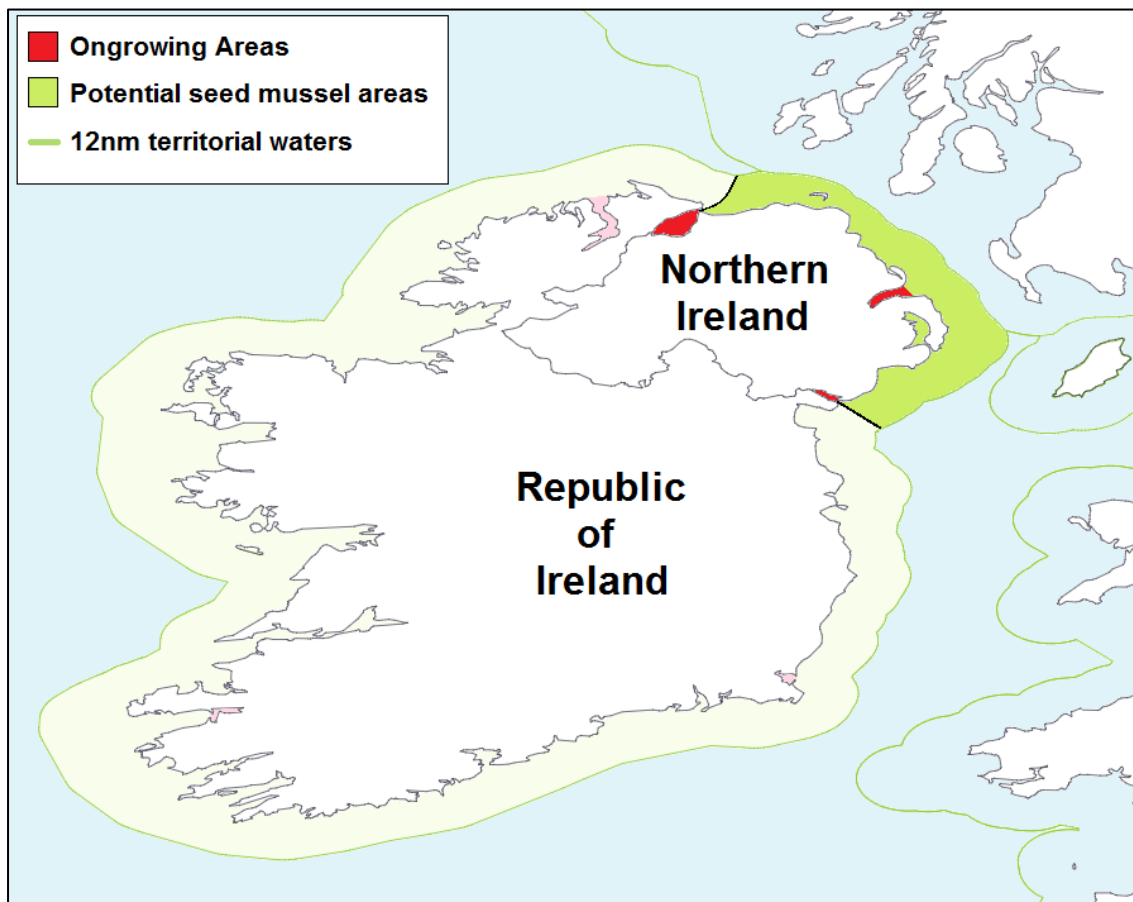 Ongrowing Areas
Potential seed mussel areas
12nm territorial waters
Northern
Ireland
Republic
of
Ireland